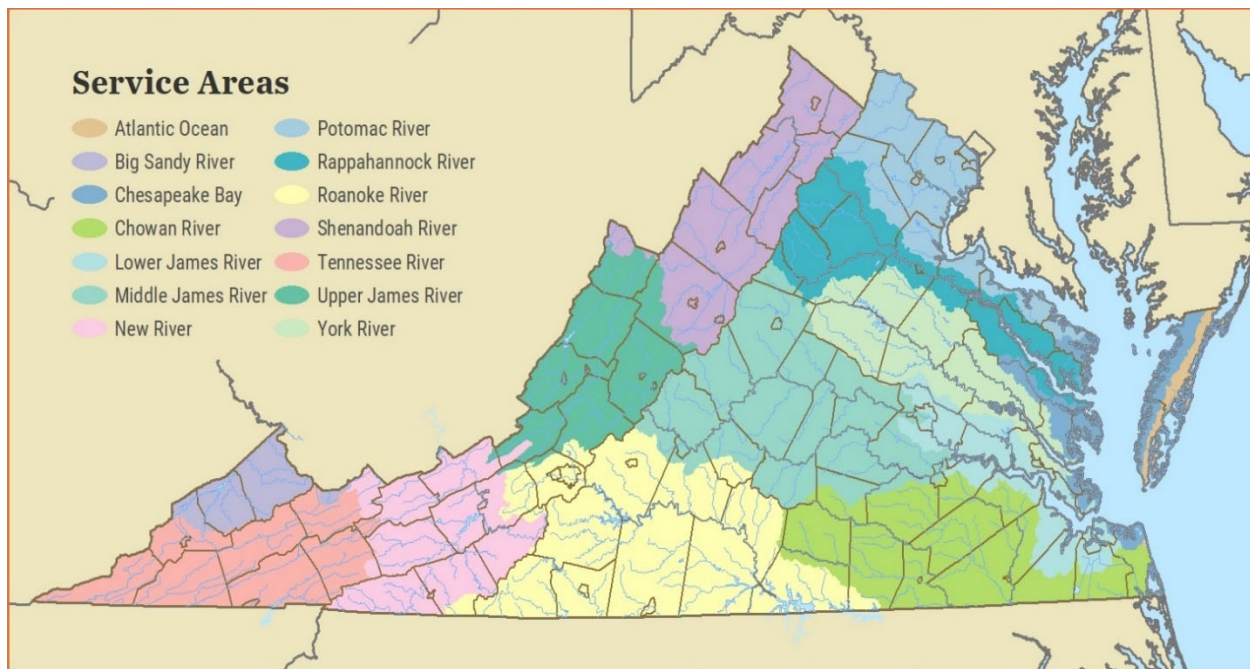 Service Areas
Atlantic Ocean
Big Sandy River
Chesapeake Bay
Chowan River
Lower James River
Middle James River
New River
Potomac River
Rappahannock River
Roanoke River
Shenandoah River
Tennessee River
Upper James River
York River